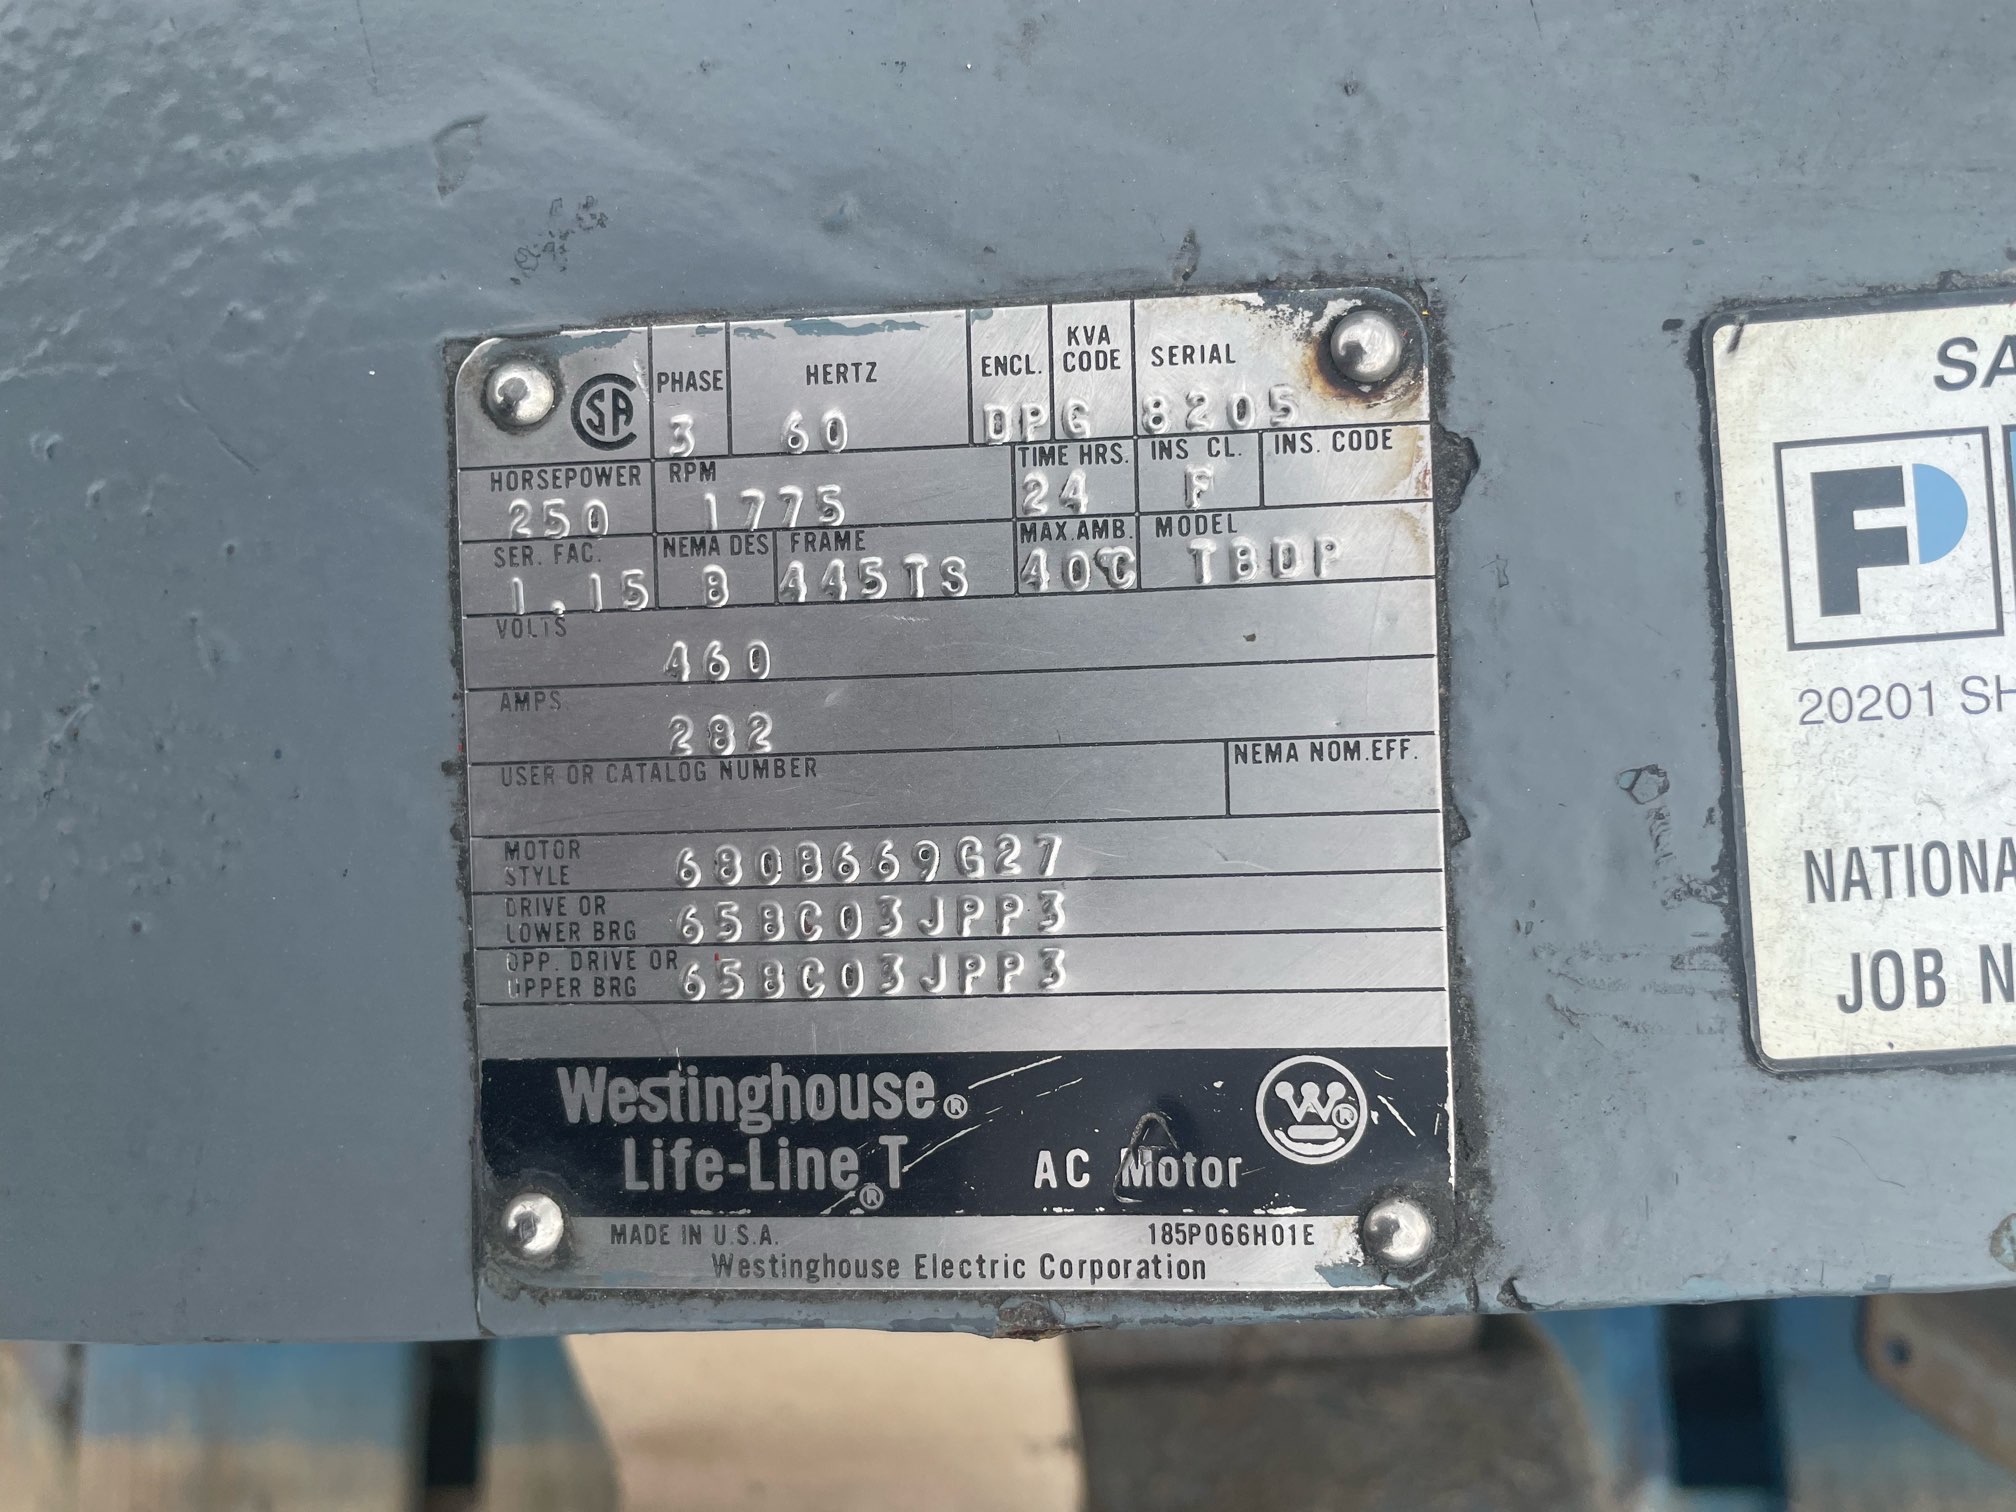 SA
PHASE
HERTZ
ENCL.
KVA
CODE
SERIAL
3
60
DP
G
8205
HORSEPOWER
RPM
TIME HRS.
INS CL.
INS. CODE
250
1775
24
F
SER. FAC.
NEMA DES
FRAME
MAX.AMB.
MODEL
1.15
B
445TS
40°C
TBDP
VOLTS
460
AMPS
282
USER OR CATALOG NUMBER
NEMA NOM.EFF.
MOTOR
STYLE
680B669G27
DRIVE OR
LOWER BRG
65BC03JPP3
OPP. DRIVE OR
UPPER BRG
65BC03JPP3
Westinghouse®
Life-Line® T
AC Motor
W®
MADE IN U.S.A.
185P066H01E
Westinghouse Electric Corporation
SA
P
20201 SH
NATIONA
JOB N